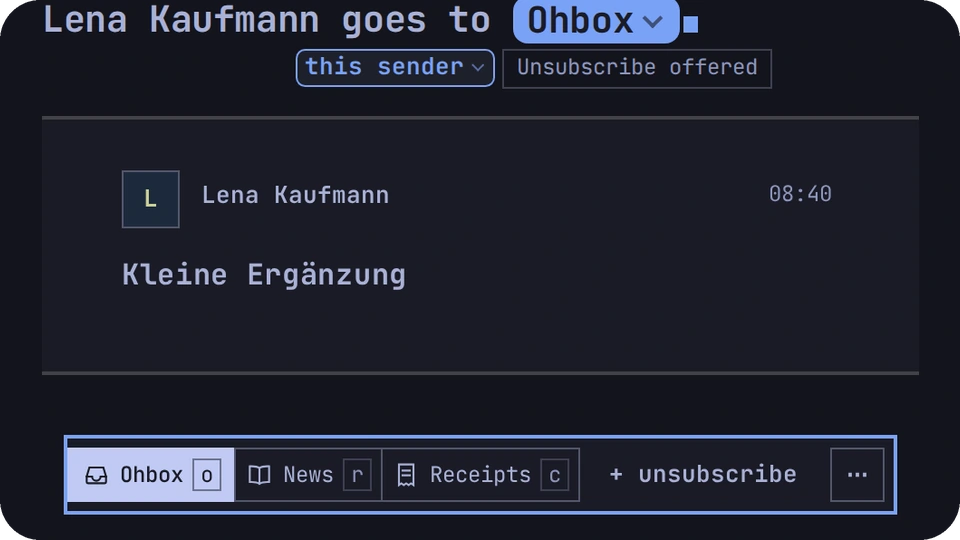 Lena Kaufmann goes to Ohbox
this sender Unsubscribe offered
L Lena Kaufmann 08:40
Kleine Ergänzung
Ohbox o News r Receipts c + unsubscribe ...